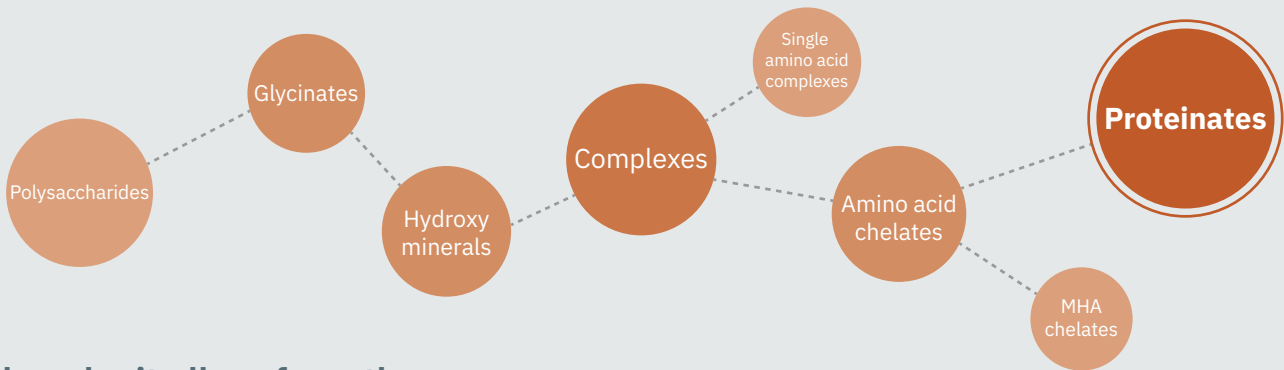 Polysaccharides
Glycinates
Hydroxy
minerals
Complexes
Single
amino acid
complexes
Amino acid
chelates
Proteinates
MHA
chelates